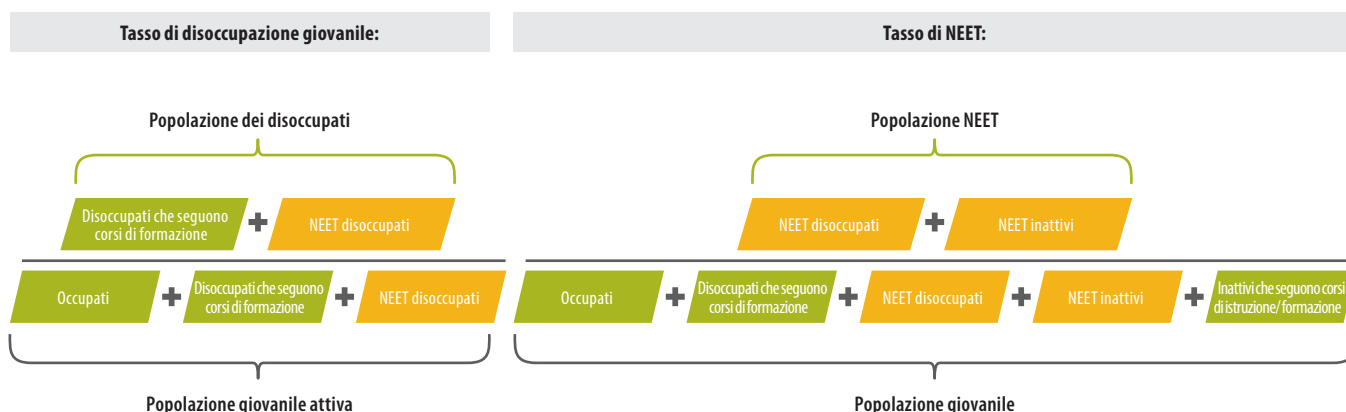 Tasso di disoccupazione giovanile:
Popolazione dei disoccupati
Disoccupati che seguono
corsi di formazione
+
NEET disoccupati
Occupati
+
Disoccupati che seguono
corsi di formazione
+
NEET disoccupati
Popolazione giovanile attiva
Tasso di NEET:
Popolazione NEET
NEET disoccupati
+
NEET inattivi
Occupati
+
Disoccupati che seguono
corsi di formazione
+
NEET disoccupati
+
NEET inattivi
+
Inattivi che seguono corsi
di istruzione/ formazione
Popolazione giovanile